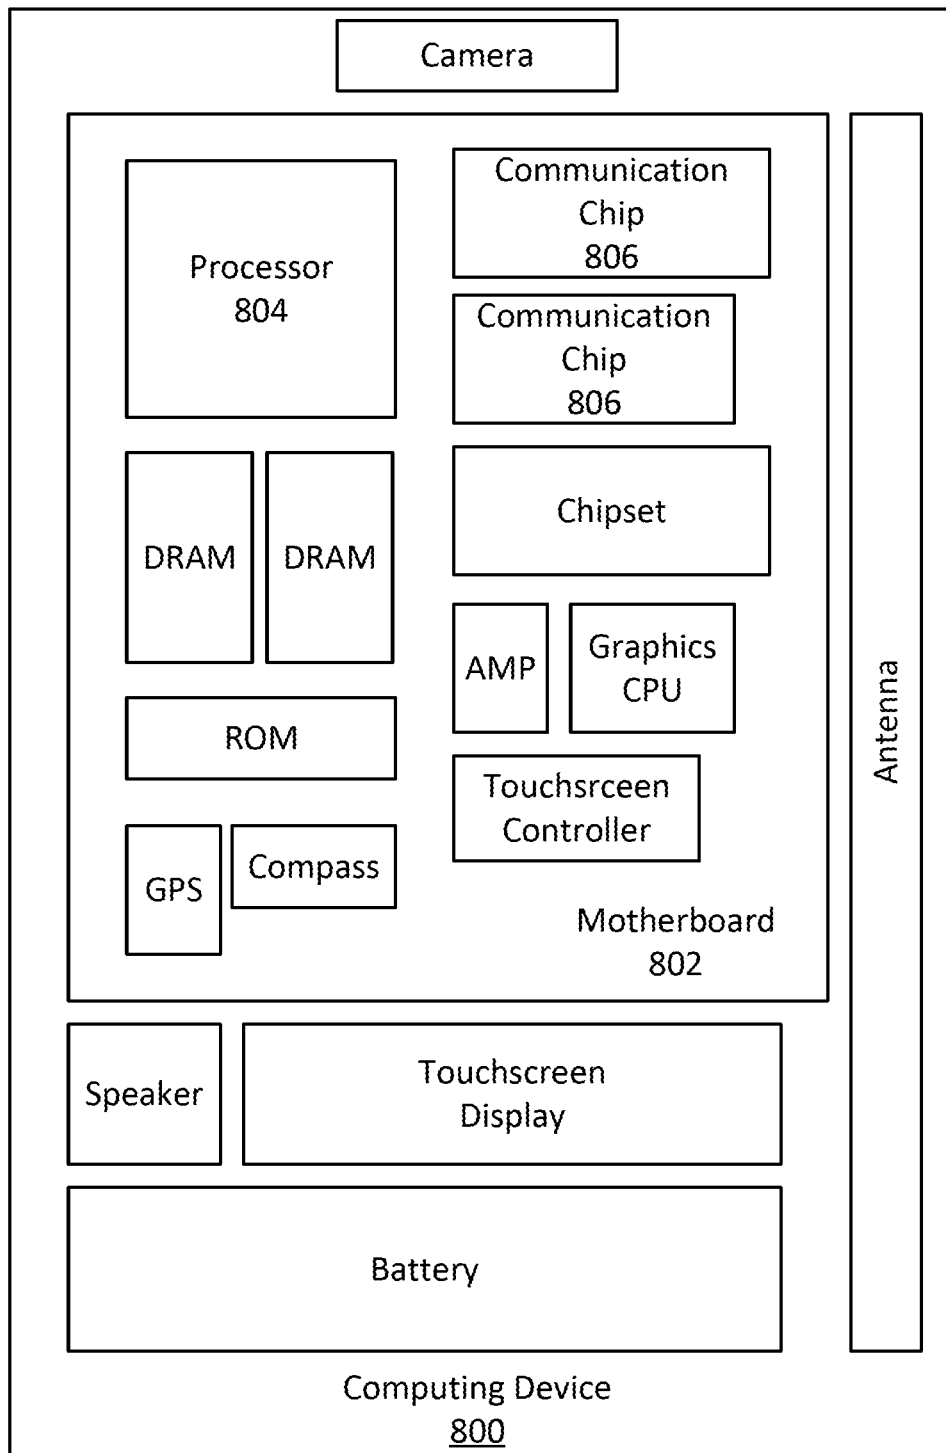 Camera
Processor
804
Communication
Chip
806
Communication
Chip
806
DRAM
DRAM
Chipset
AMP
Graphics
CPU
ROM
Touchsrceen
Controller
GPS
Compass
Motherboard
802
Antenna
Speaker
Touchscreen
Display
Battery
Computing Device
800